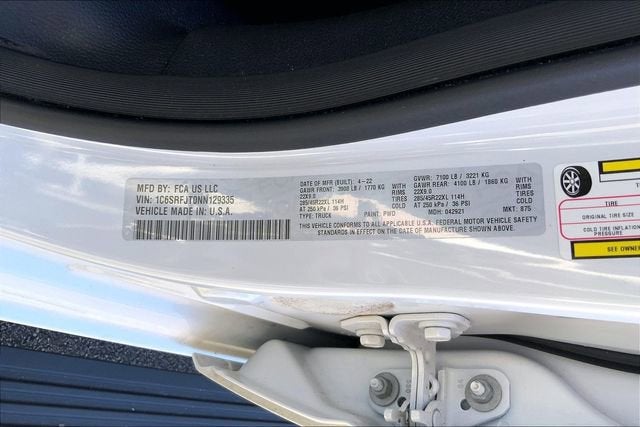 MFD BY: FCA US LLC
VIN: 1C6SRFJT0NN129335
VEHICLE MADE IN: U.S.A.
DATE OF MFR (BUILT): 4-22
GAWR FRONT: 3900 LB / 1770 KG
22X9.0
285/45R22XL 114H
AT 250 kPa / 36 PSI
TYPE: TRUCK PAINT: PWD
WITH
RIMS
TIRES
COLD
GVWR: 7100 LB / 3221 KG
GAWR REAR: 4100 LB / 1860 KG
22X9.0
285/45R22XL 114H
AT 250 kPa / 36 PSI
MDH: 042921 MKT: 875
WITH
RIMS
TIRES
COLD
THIS VEHICLE CONFORMS TO ALL APPLICABLE U.S.A. FEDERAL MOTOR VEHICLE SAFETY
STANDARDS IN EFFECT ON THE DATE OF MANUFACTURE SHOWN ABOVE.
TIRE
ORIGINAL TIRE SIZE
COLD TIRE INFLATION
PRESSURE
SEE OWNER